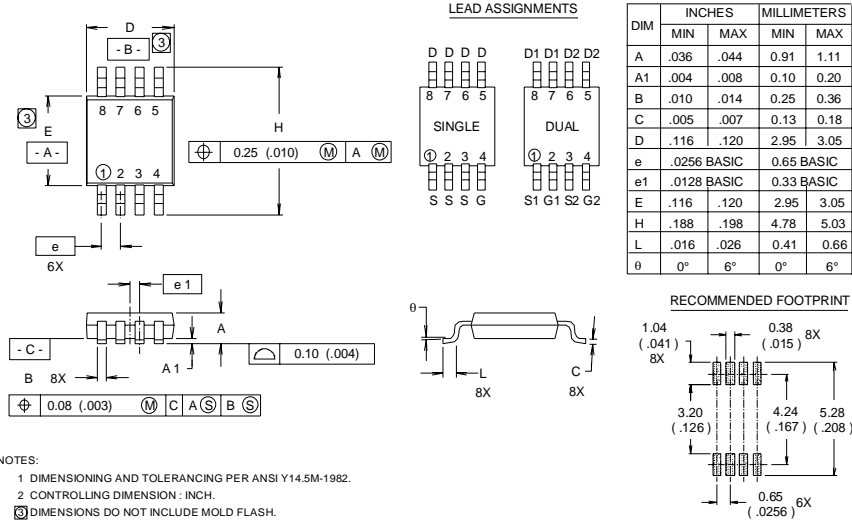 LEAD ASSIGNMENTS
D
- B -
3
8 7 6 5
3
E
- A -
H
1 2 3 4
0.25 (.010) M A M
e
6X
D D D D
8 7 6 5
SINGLE
1 2 3 4
S S S G
D1 D1 D2 D2
8 7 6 5
DUAL
1 2 3 4
S1 G1 S2 G2
DIM INCHES MILLIMETERS
MIN MAX MIN MAX
A .036 .044 0.91 1.11
A1 .004 .008 0.10 0.20
B .010 .014 0.25 0.36
C .005 .007 0.13 0.18
D .116 .120 2.95 3.05
e .0256 BASIC 0.65 BASIC
e1 .0128 BASIC 0.33 BASIC
E .116 .120 2.95 3.05
H .188 .198 4.78 5.03
L .016 .026 0.41 0.66
θ 0° 6° 0° 6°
e 1
A
- C -
B 8X
A 1
0.10 (.004)
0.08 (.003) M C A S B S
θ
L
8X
C
8X
RECOMMENDED FOOTPRINT
1.04
( .041 )
8X
0.38
( .015 )
8X
3.20
( .126 )
4.24
( .167 )
5.28
( .208 )
0.65
( .0256 )
6X
NOTES:
1 DIMENSIONING AND TOLERANCING PER ANSI Y14.5M-1982.
2 CONTROLLING DIMENSION : INCH.
3 DIMENSIONS DO NOT INCLUDE MOLD FLASH.